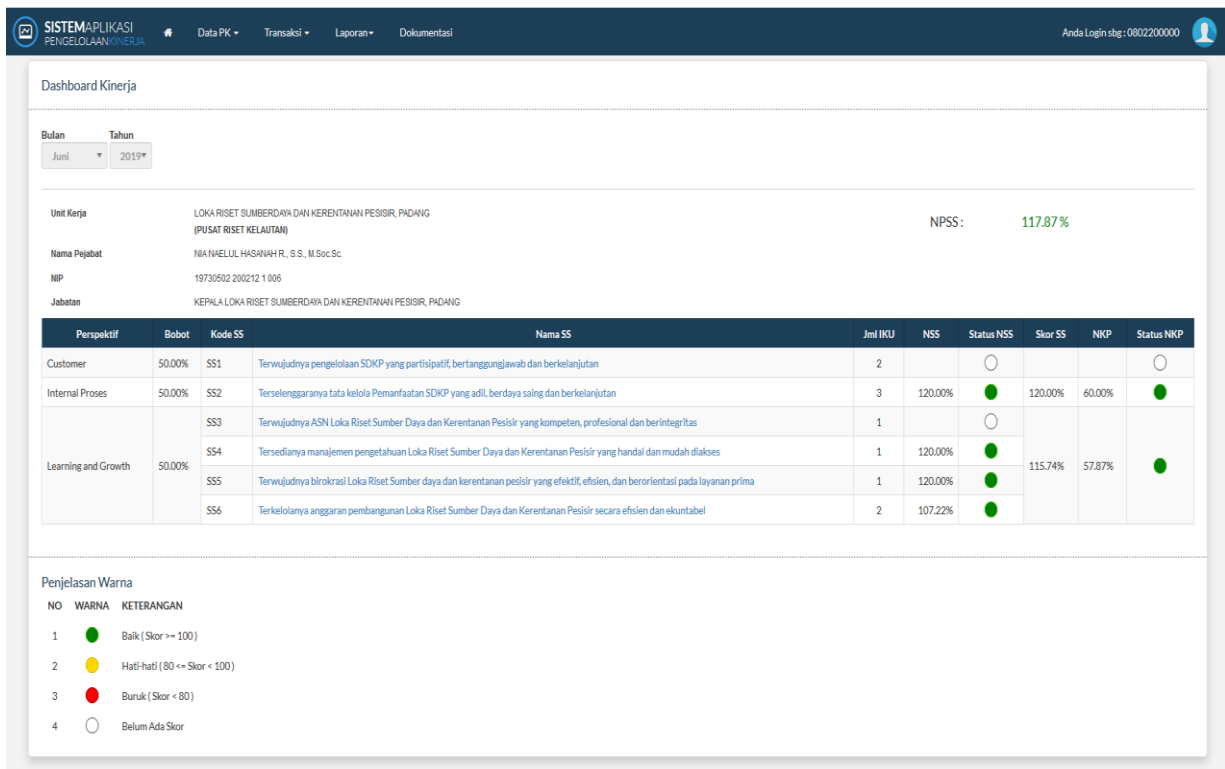 SISTEMAPLIKASI
PENGELOLAANKINERJA
Data PK
Transaksi
Laporan
Dokumentasi
Anda Login sbg : 0802200000
Dashboard Kinerja
Bulan Tahun
Juni 2019
Unit Kerja LOKA RISET SUMBERDAYA DAN KERENTANAN PESISIR, PADANG
(PUSAT RISET KELAUTAN)
NPSS : 117.87 %
Nama Pejabat NIA NAELUL HASANAH R., S.S., M.Soc.Sc.
NIP 19730502 200212 1 006
Jabatan KEPALA LOKA RISET SUMBERDAYA DAN KERENTANAN PESISIR, PADANG
Perspektif Bobot Kode SS Nama SS Jml IKU NSS Status NSS Skor SS NKP Status NKP
Customer 50.00% SS1 Terwujudnya pengelolaan SDKP yang partisipatif, bertanggungjawab dan berkelanjutan 2
Internal Proses 50.00% SS2 Terselenggaranya tata kelola Pemanfaatan SDKP yang adil, berdaya saing dan berkelanjutan 3 120.00% 120.00% 60.00%
Learning and Growth 50.00% SS3 Terwujudnya ASN Loka Riset Sumber Daya dan Kerentanan Pesisir yang kompeten, profesional dan berintegritas 1 115.74% 57.87%
SS4 Tersedianya manajemen pengetahuan Loka Riset Sumber Daya dan Kerentanan Pesisir yang handal dan mudah diakses 1 120.00%
SS5 Terwujudnya birokrasi Loka Riset Sumber daya dan kerentanan pesisir yang efektif, efisien, dan berorientasi pada layanan prima 1 120.00%
SS6 Terkelolanya anggaran pembangunan Loka Riset Sumber Daya dan Kerentanan Pesisir secara efisien dan ekuntabel 2 107.22%
Penjelasan Warna
NO WARNA KETERANGAN
1 Baik ( Skor >= 100 )
2 Hati-hati ( 80 <= Skor < 100 )
3 Buruk ( Skor < 80 )
4 Belum Ada Skor